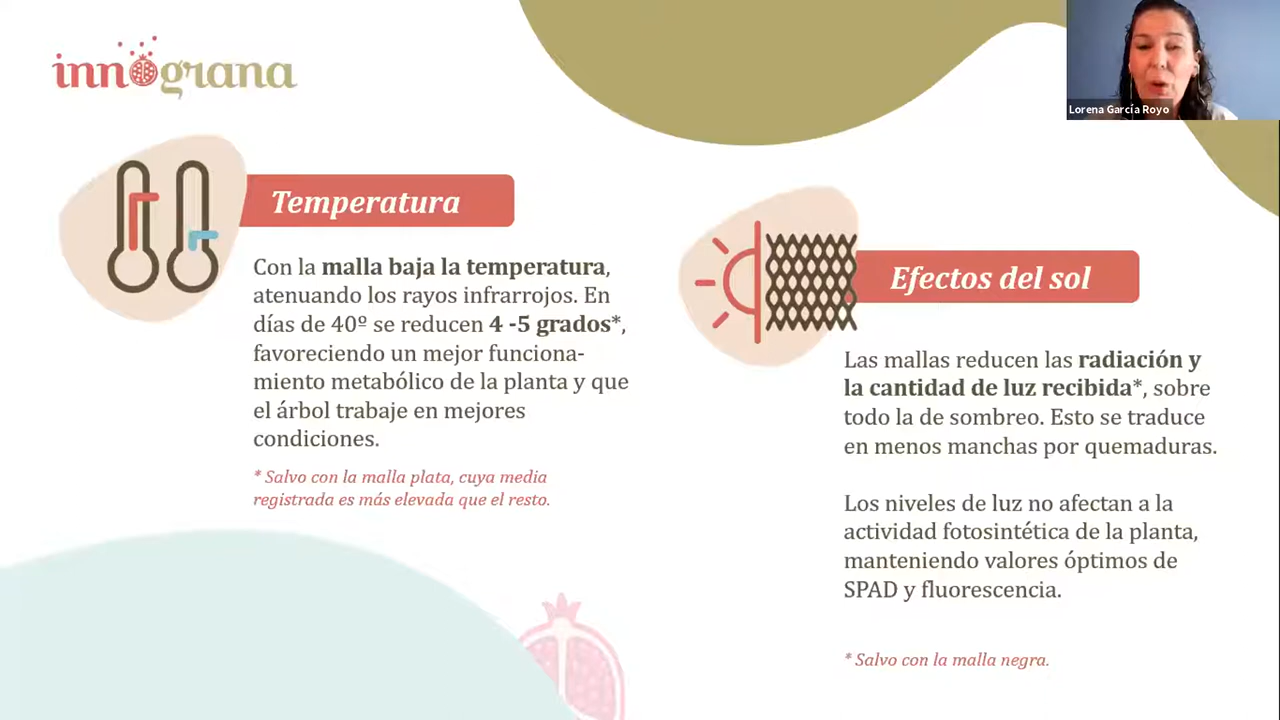 innograna
Lorena García Royo
Temperatura
Con la malla baja la temperatura,
atenuando los rayos infrarrojos. En
días de 40º se reducen 4 -5 grados*,
favoreciendo un mejor funciona-
miento metabólico de la planta y que
el árbol trabaje en mejores
condiciones.
* Salvo con la malla plata, cuya media
registrada es más elevada que el resto.
Efectos del sol
Las mallas reducen las radiación y
la cantidad de luz recibida*, sobre
todo la de sombreo. Esto se traduce
en menos manchas por quemaduras.
Los niveles de luz no afectan a la
actividad fotosintética de la planta,
manteniendo valores óptimos de
SPAD y fluorescencia.
* Salvo con la malla negra.